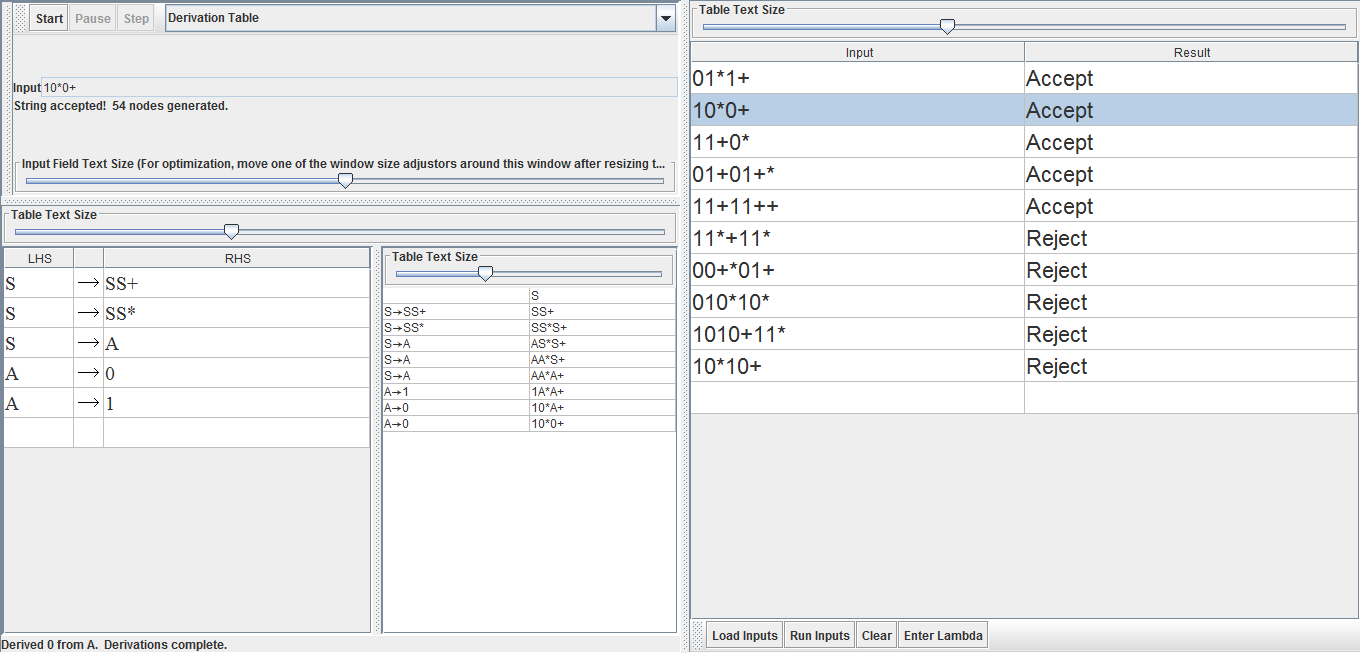 Start Pause Step Derivation Table
Input 10*0+
String accepted! 54 nodes generated.
Input Field Text Size (For optimization, move one of the window size adjustors around this window after resizing t...
Table Text Size
LHS RHS
S → SS+
S → SS*
S → A
A → 0
A → 1
Table Text Size
S
S→SS+ SS+
S→SS* SS*S+
S→A AS*S+
S→A AA*S+
S→A AA*A+
A→1 1A*A+
A→0 10*A+
A→0 10*0+
Derived 0 from A. Derivations complete.
Table Text Size
Input Result
01*1+ Accept
10*0+ Accept
11+0* Accept
01+01+* Accept
11+11++ Accept
11*+11* Reject
00+*01+ Reject
010*10* Reject
1010+11* Reject
10*10+ Reject
Load Inputs Run Inputs Clear Enter Lambda